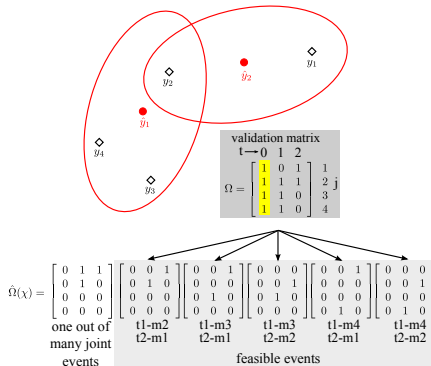 y₁
ŷ₂
y₂
ŷ₁
y₄
y₃
validation matrix
t→0 1 2
1 0 1 1
Ω = 1 1 1 2 j
1 1 0 3
1 1 0 4
0 1 1 0 0 1 0 0 1 0 0 0 0 0 1 0 0 0
Ω̂(χ) = 0 1 0 0 1 0 0 0 0 0 0 1 0 0 0 0 0 1
0 0 0 0 0 0 0 1 0 0 1 0 0 0 0 0 0 0
0 0 0 0 0 0 0 0 0 0 0 0 0 1 0 0 1 0
one out of many joint events
t1-m2 t1-m3 t1-m3 t1-m4 t1-m4
t2-m1 t2-m1 t2-m2 t2-m1 t2-m2
feasible events